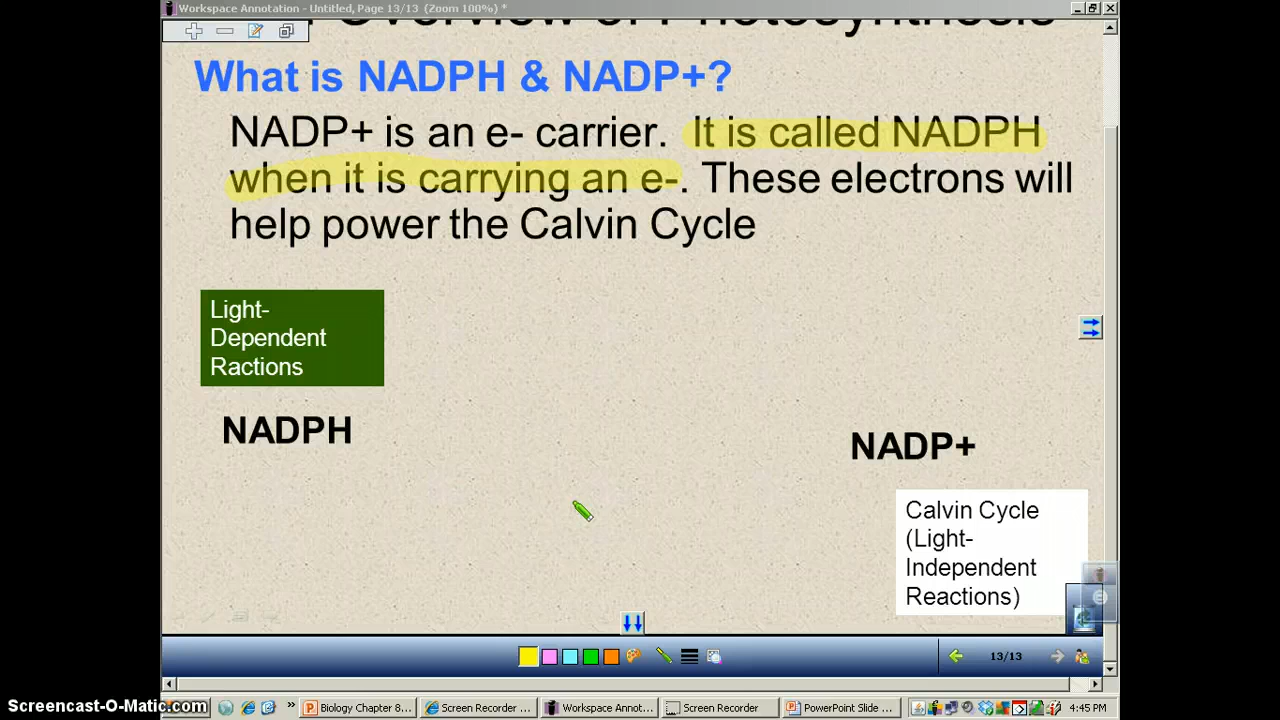 Workspace Annotation - Untitled, Page 13/13 (Zoom 100%) *
Overview of Photosynthesis
What is NADPH & NADP+?
NADP+ is an e- carrier. It is called NADPH
when it is carrying an e-. These electrons will
help power the Calvin Cycle
Light-
Dependent
Ractions
NADPH
NADP+
Calvin Cycle
(Light-
Independent
Reactions)
13/13
Screencast-O-Matic.com
» Biology Chapter 8... Screen Recorder ... Workspace Annot... Screen Recorder PowerPoint Slide ... 4:45 PM